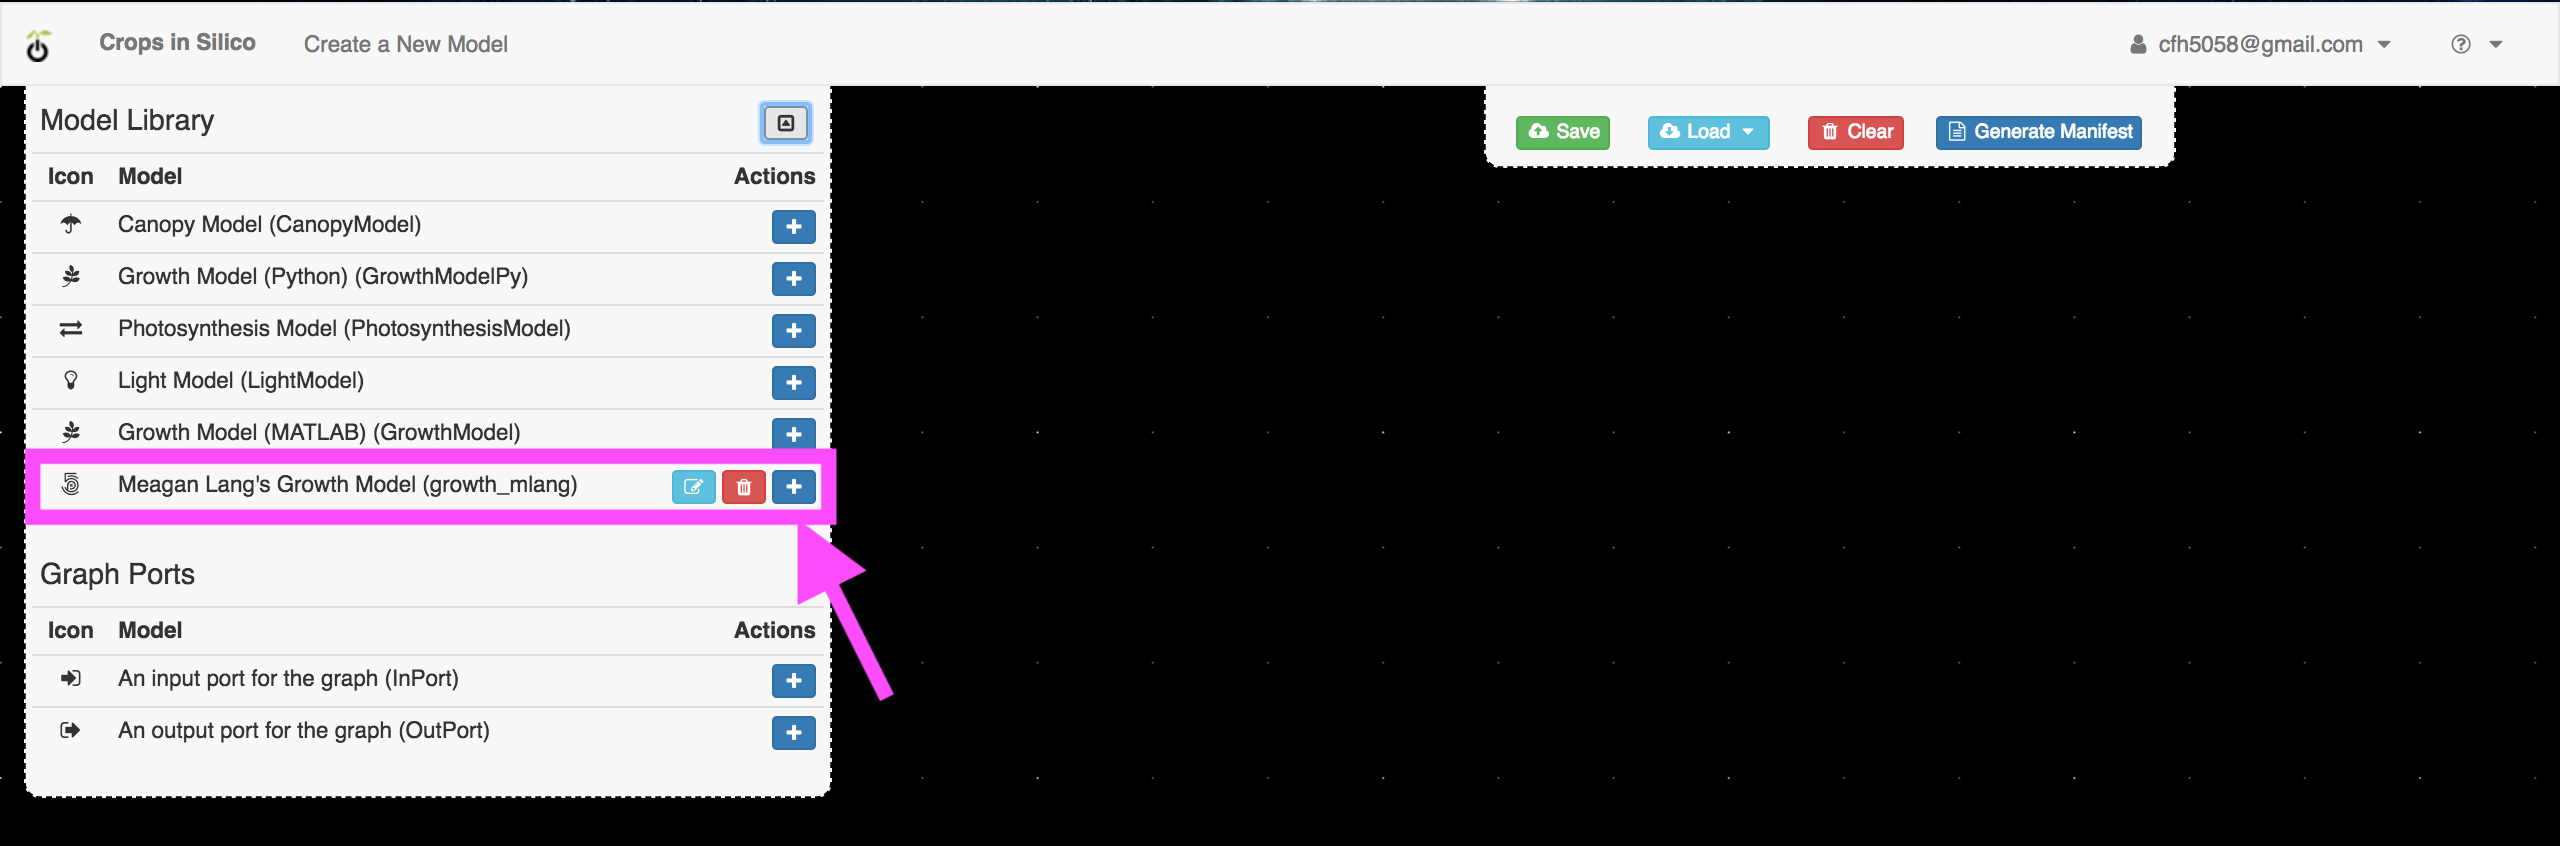 Crops in Silico Create a New Model cfh5058@gmail.com
Model Library
Save Load Clear Generate Manifest
Icon Model Actions
Canopy Model (CanopyModel)
Growth Model (Python) (GrowthModelPy)
Photosynthesis Model (PhotosynthesisModel)
Light Model (LightModel)
Growth Model (MATLAB) (GrowthModel)
Meagan Lang's Growth Model (growth_mlang)
Graph Ports
Icon Model Actions
An input port for the graph (InPort)
An output port for the graph (OutPort)